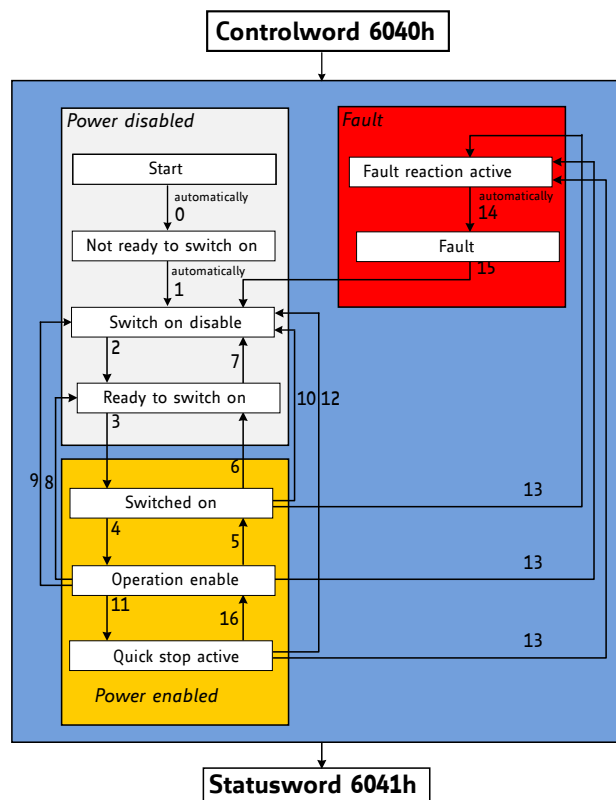 Controlword 6040h
Power disabled
Start
automatically
0
Not ready to switch on
automatically
1
Switch on disable
2
7
Ready to switch on
3
10
12
9
8
6
Switched on
4
5
Operation enable
11
16
Quick stop active
Power enabled
Fault
Fault reaction active
automatically
14
Fault
15
13
13
13
Statusword 6041h